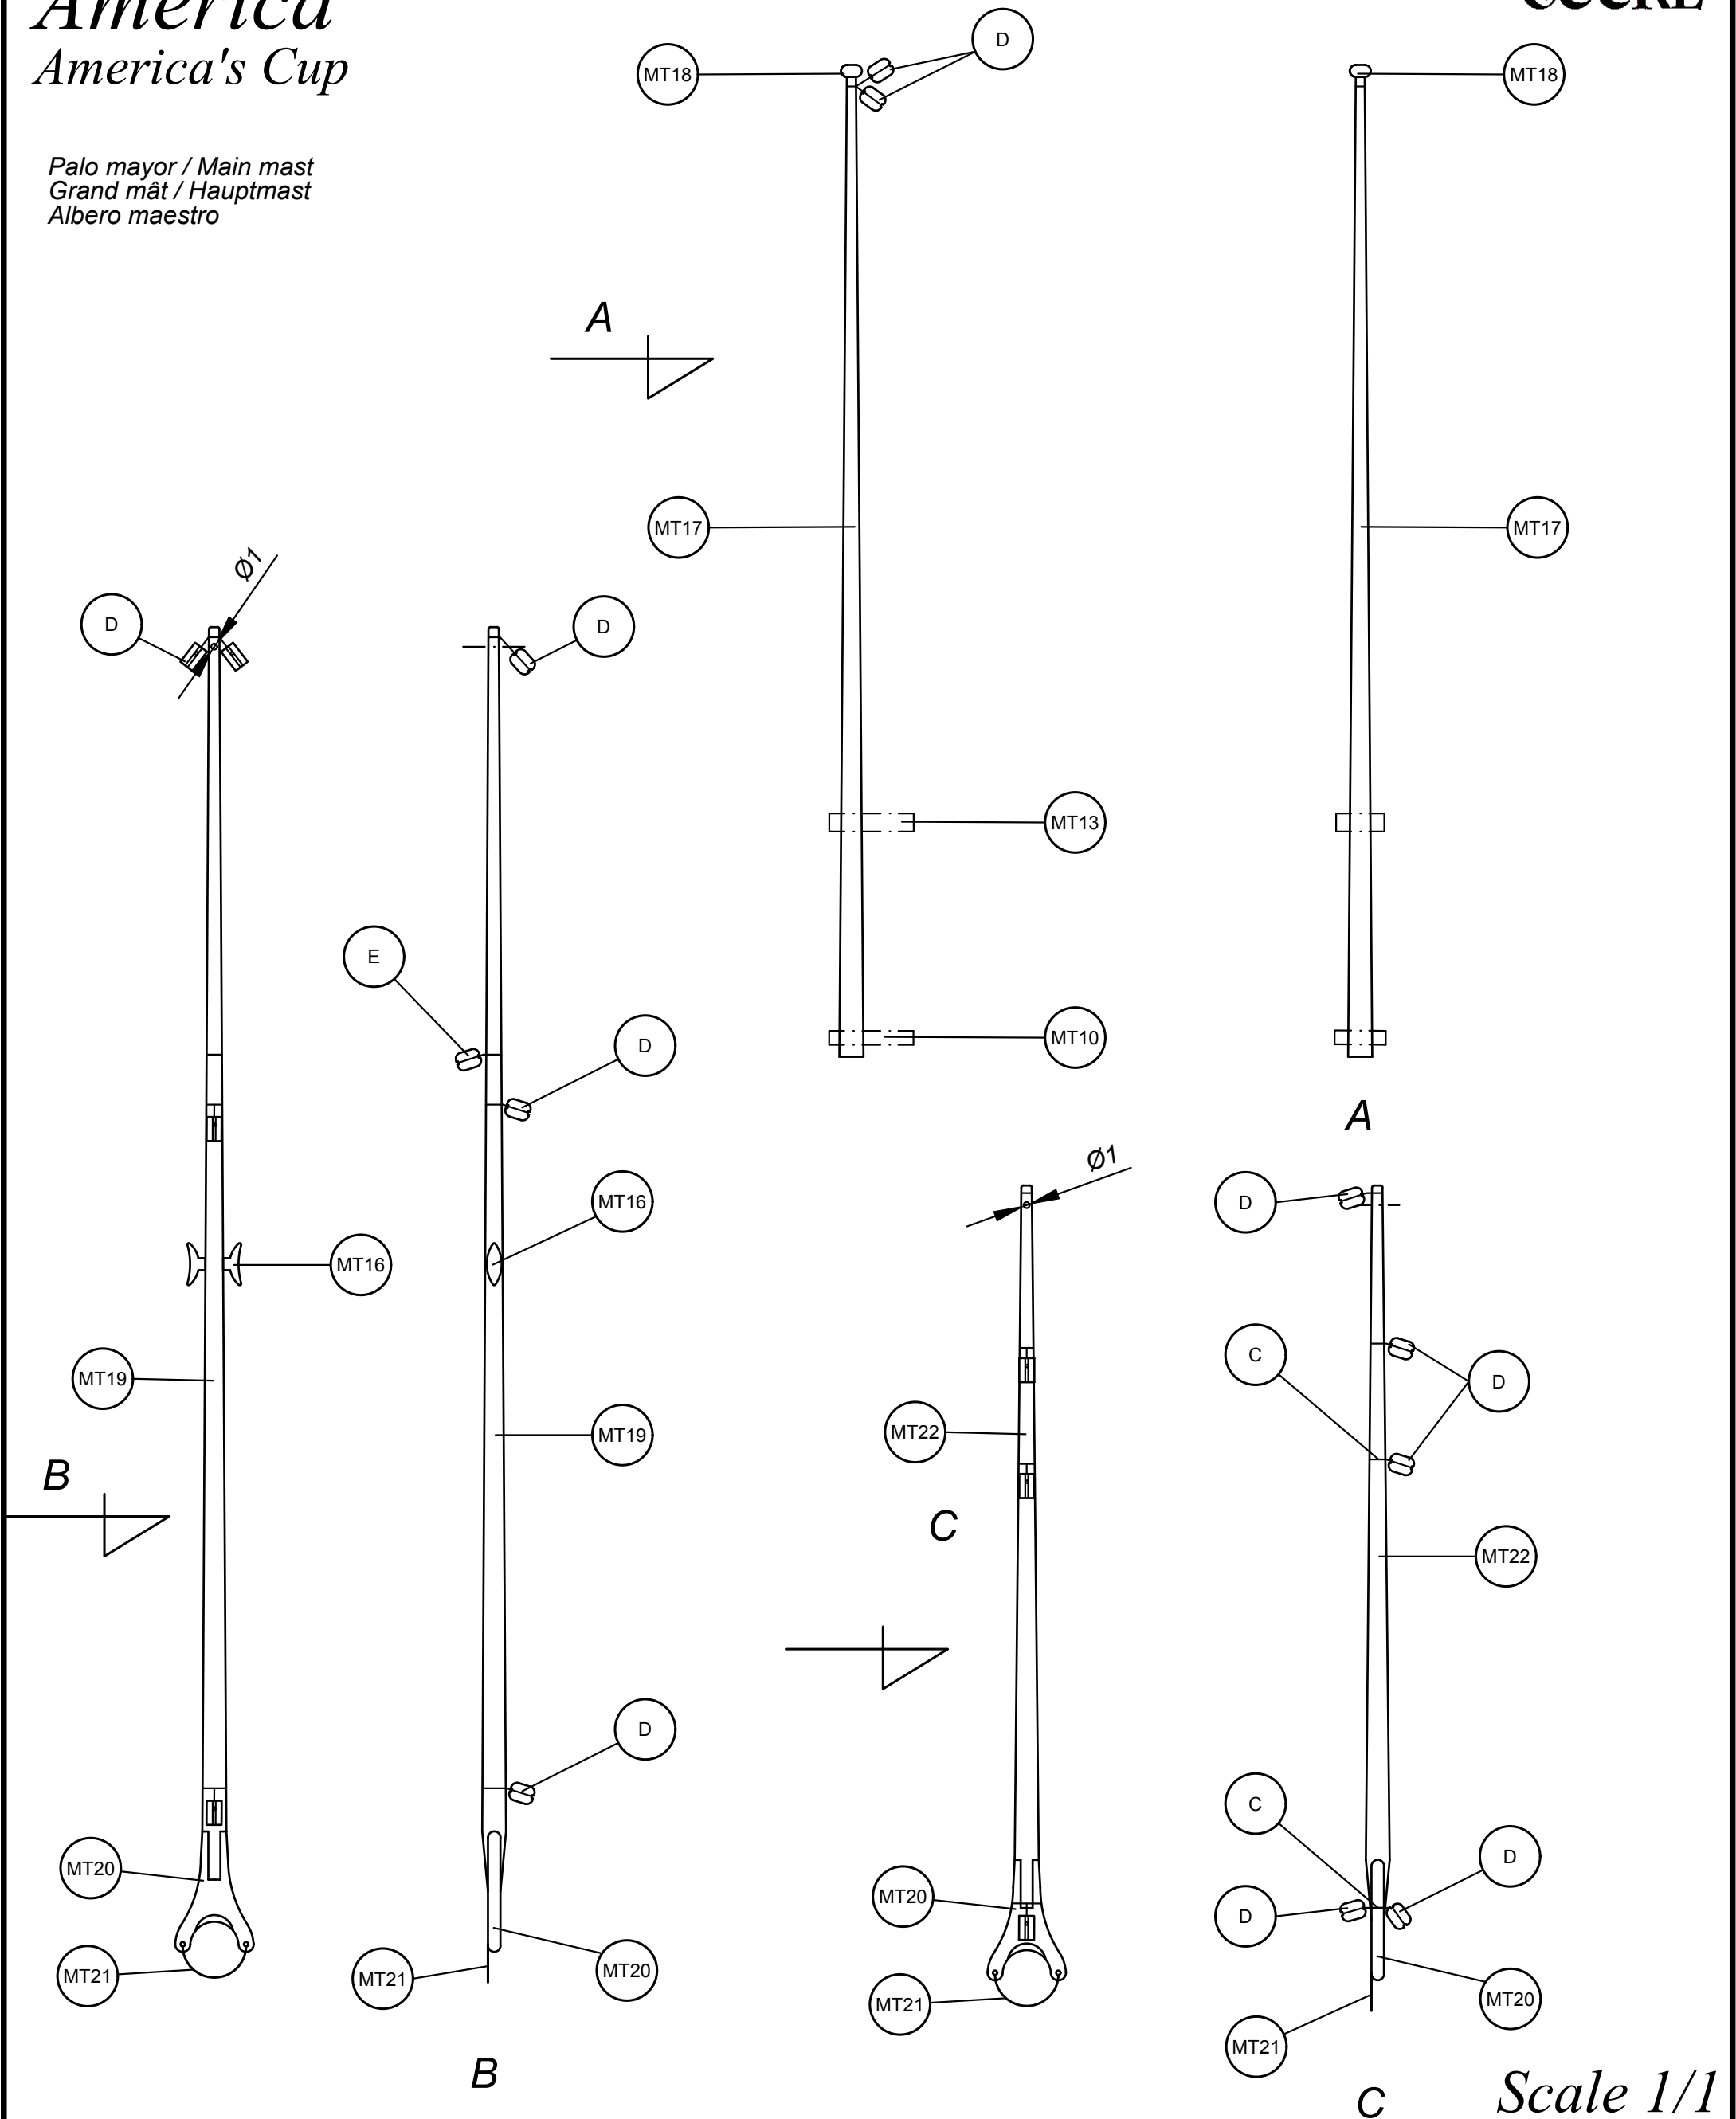 America
America's Cup
Palo mayor / Main mast
Grand mât / Hauptmast
Albero maestro
D
MT18
MT18
A
MT17
MT17
Ø1
D
D
MT13
E
MT10
D
A
Ø1
MT16
D
MT16
C
D
MT19
MT22
MT19
B
C
MT22
D
C
D
MT20
MT20
D
MT21
MT21
MT20
MT21
MT20
MT21
B
C
Scale 1/1